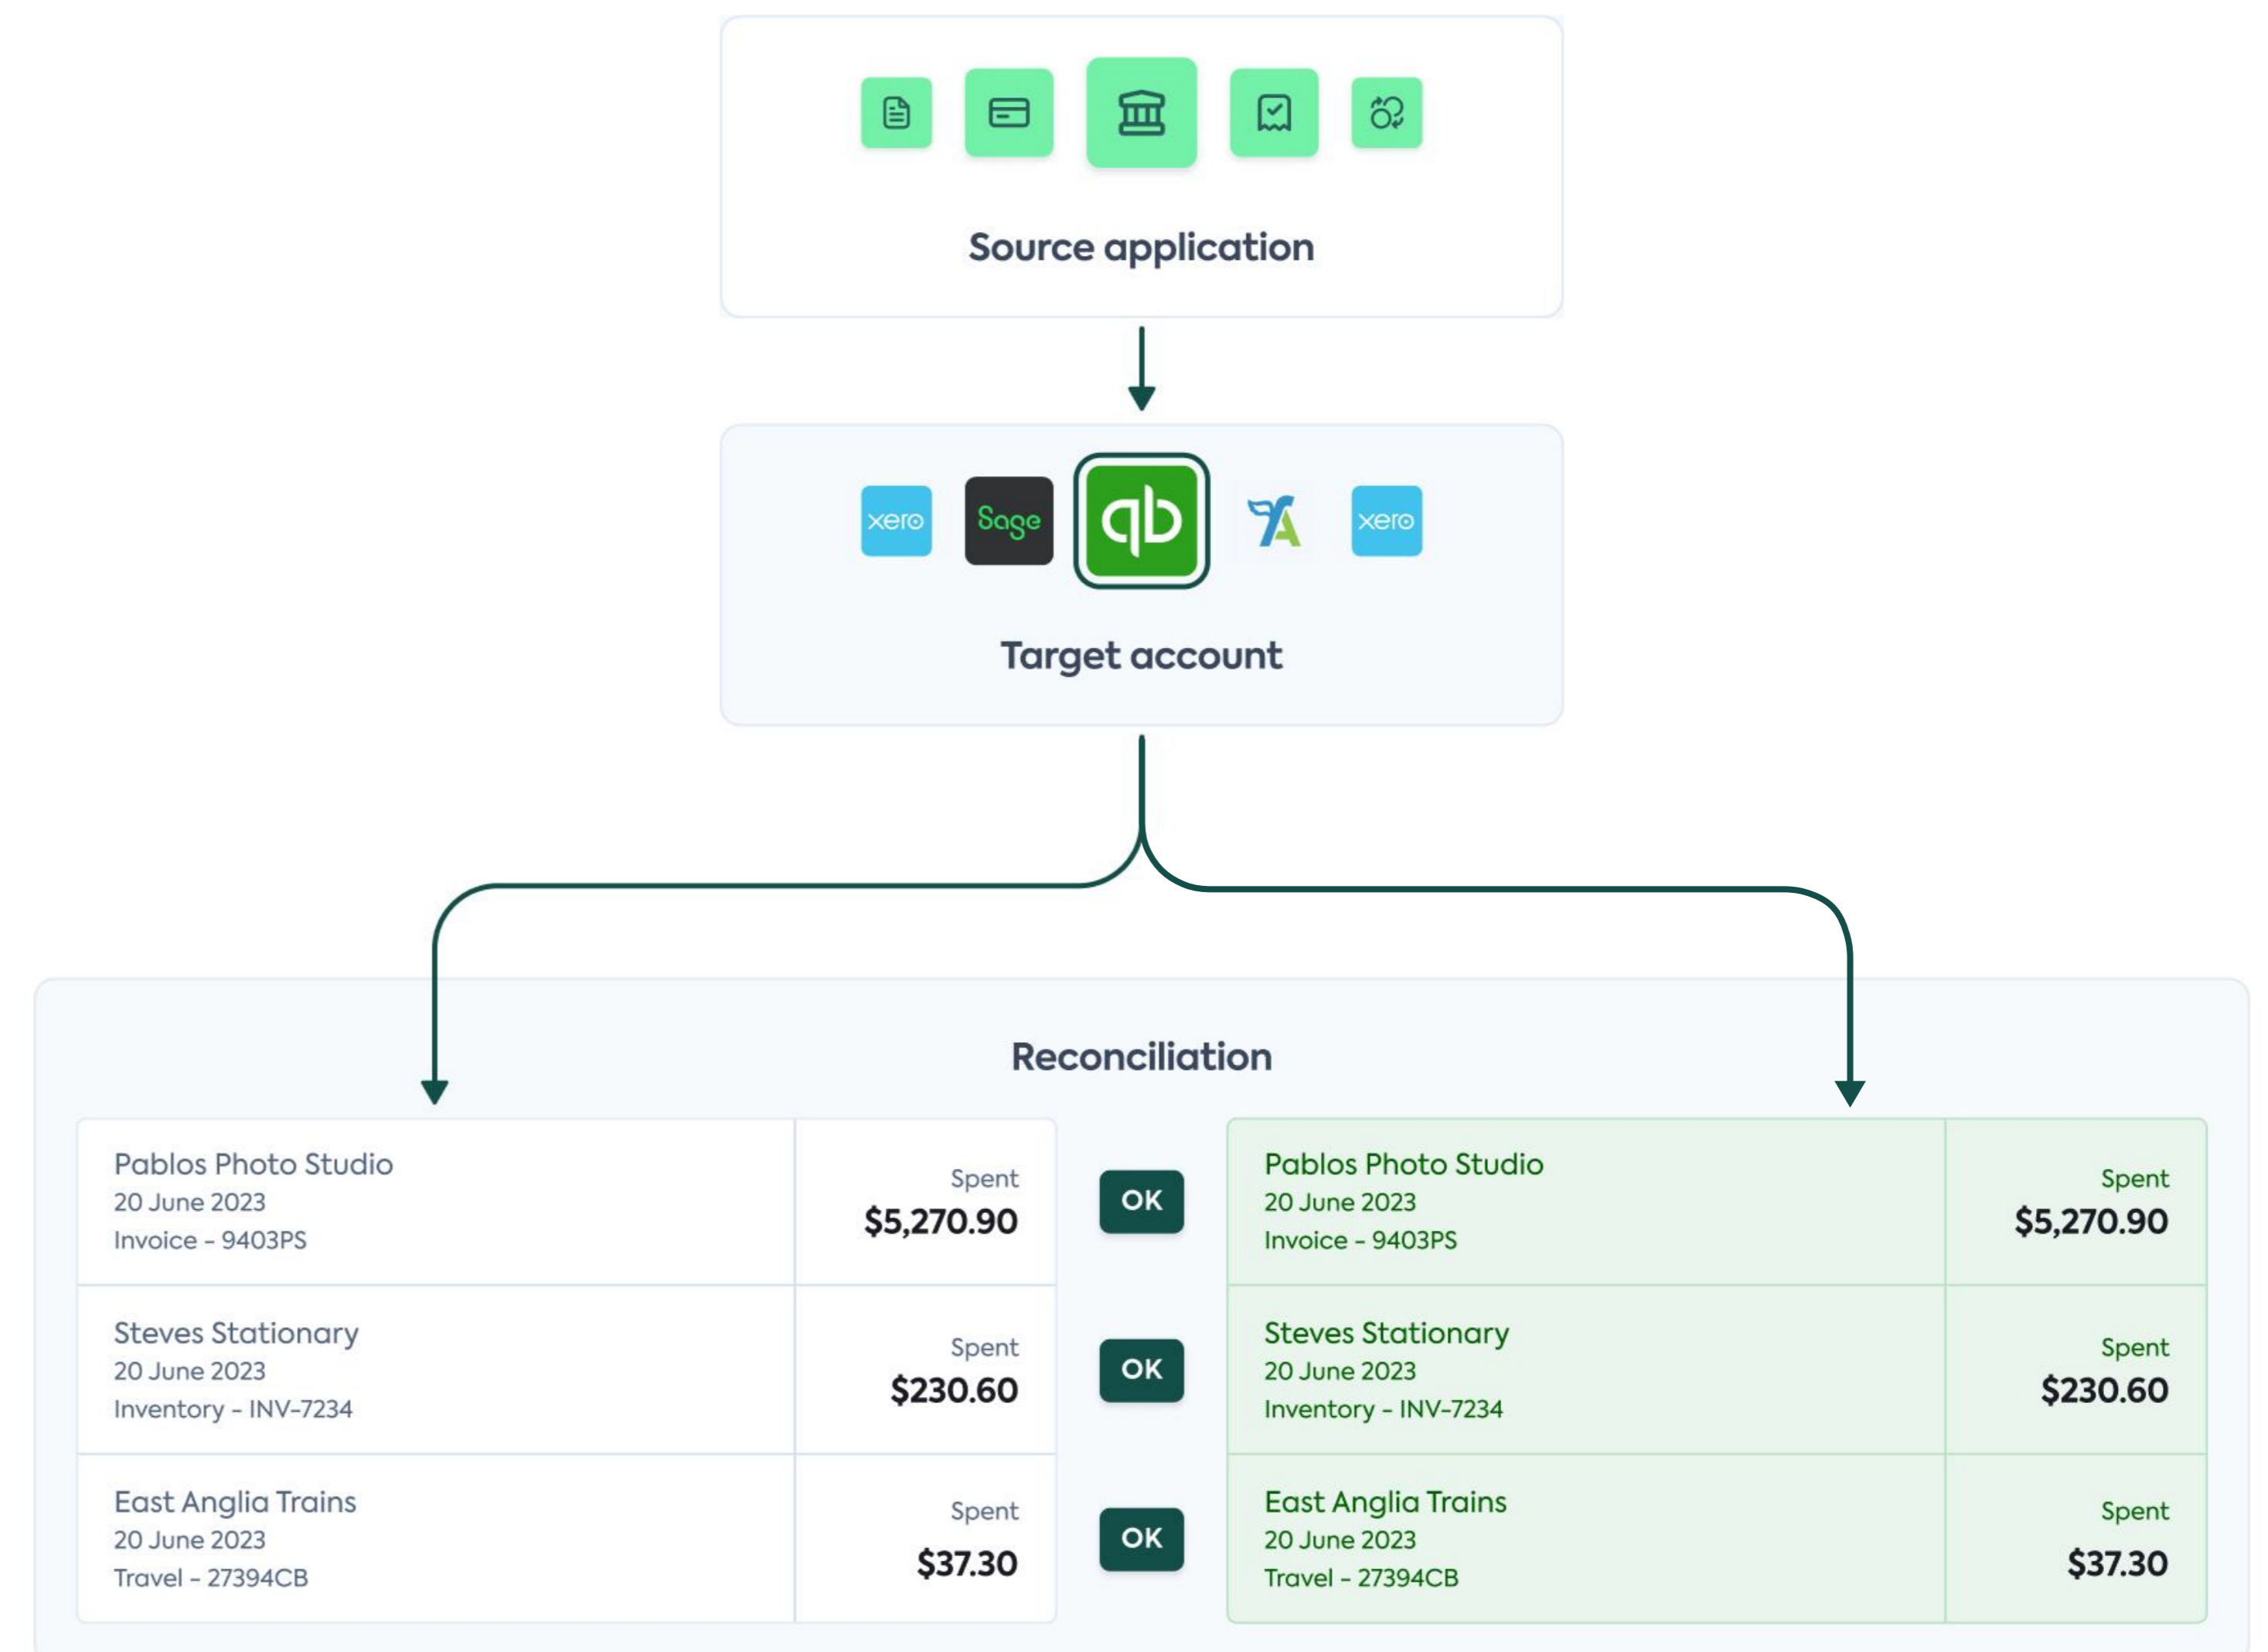 Source application
xero
Sage
qb
xero
Target account
Reconciliation
Pablos Photo Studio
20 June 2023
Invoice - 9403PS
Spent
$5,270.90
OK
Pablos Photo Studio
20 June 2023
Invoice - 9403PS
Spent
$5,270.90
Steves Stationary
20 June 2023
Inventory - INV-7234
Spent
$230.60
OK
Steves Stationary
20 June 2023
Inventory - INV-7234
Spent
$230.60
East Anglia Trains
20 June 2023
Travel - 27394CB
Spent
$37.30
OK
East Anglia Trains
20 June 2023
Travel - 27394CB
Spent
$37.30